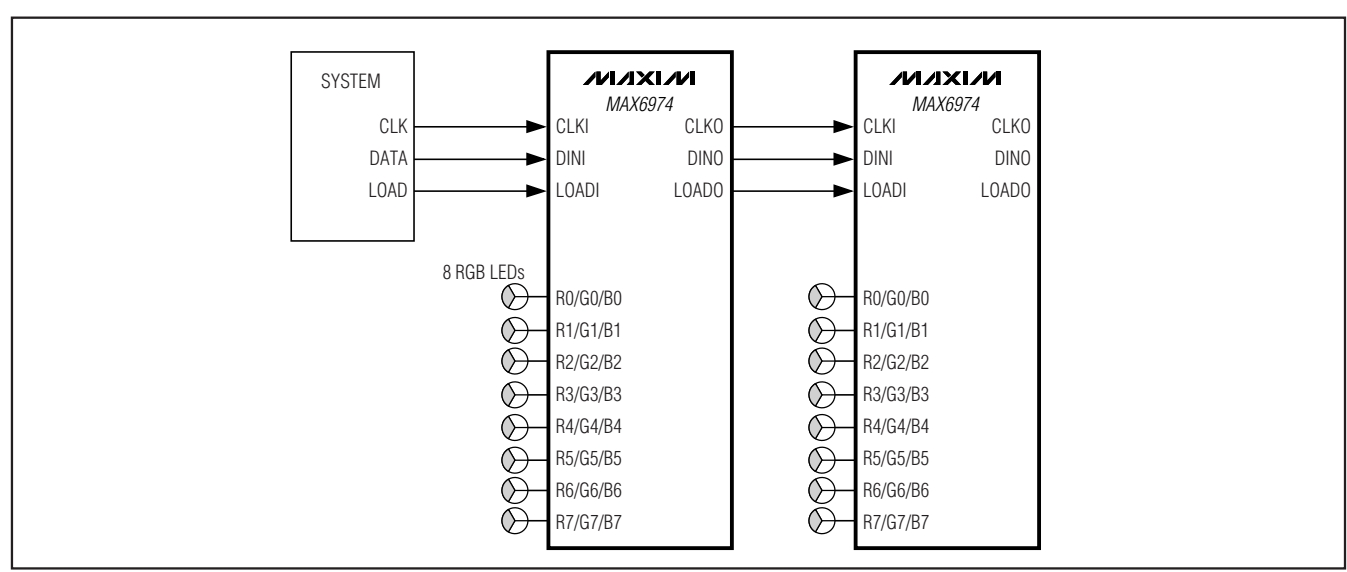 SYSTEM
CLK
DATA
LOAD
MAXIM
MAX6974
CLKI CLKO
DINI DINO
LOADI LOADO
8 RGB LEDs
R0/G0/B0
R1/G1/B1
R2/G2/B2
R3/G3/B3
R4/G4/B4
R5/G5/B5
R6/G6/B6
R7/G7/B7
MAXIM
MAX6974
CLKI CLKO
DINI DINO
LOADI LOADO
R0/G0/B0
R1/G1/B1
R2/G2/B2
R3/G3/B3
R4/G4/B4
R5/G5/B5
R6/G6/B6
R7/G7/B7